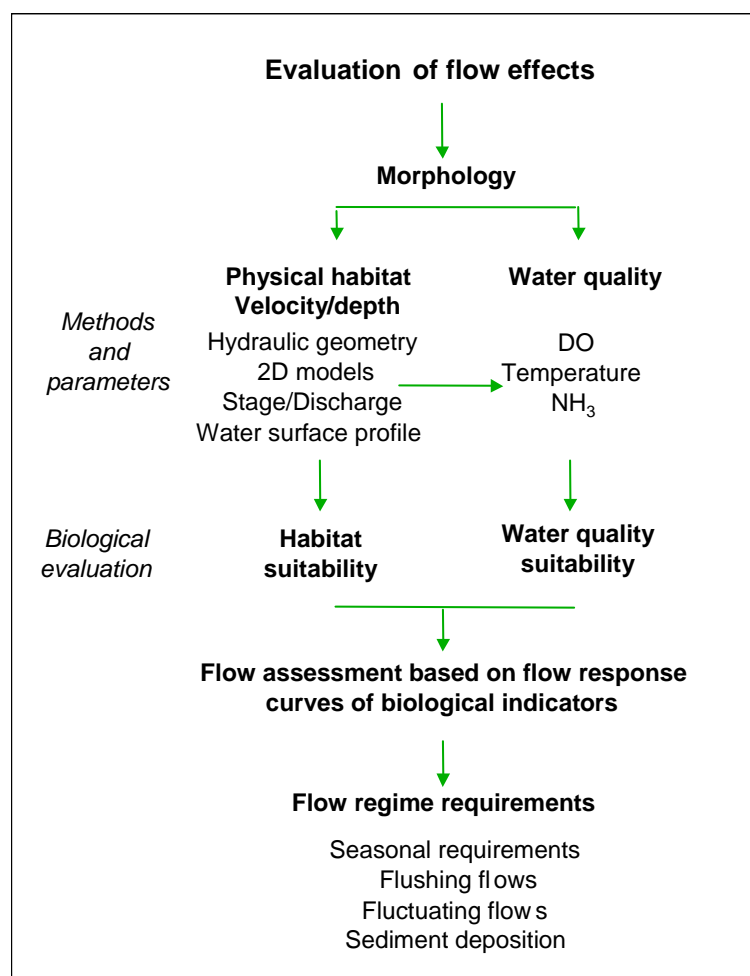 Evaluation of flow effects
Morphology
Physical habitat
Velocity/depth
Water quality
Methods
and
parameters
Hydraulic geometry
2D models
Stage/Discharge
Water surface profile
DO
Temperature
NH₃
Biological
evaluation
Habitat
suitability
Water quality
suitability
Flow assessment based on flow response
curves of biological indicators
Flow regime requirements
Seasonal requirements
Flushing flows
Fluctuating flows
Sediment deposition